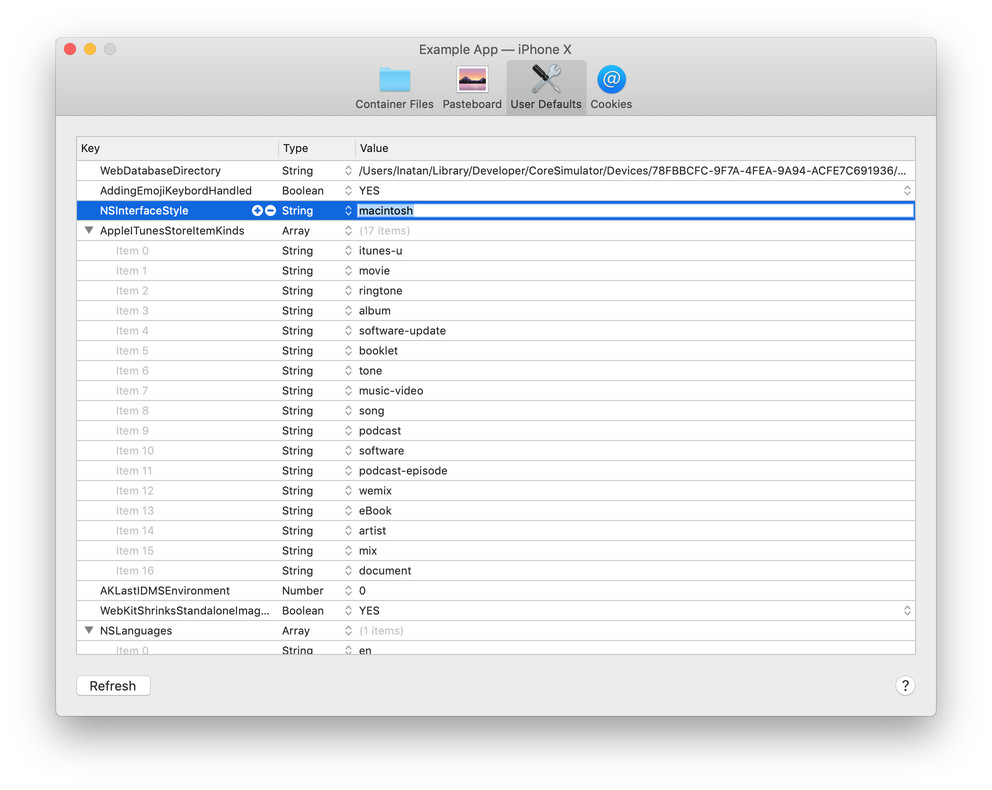 Example App — iPhone X
Container Files Pasteboard User Defaults Cookies
Key Type Value
WebDatabaseDirectory String /Users/lnatan/Library/Developer/CoreSimulator/Devices/78FBBCFC-9F7A-4FEA-9A94-ACFE7C691936/...
AddingEmojiKeybordHandled Boolean YES
NSInterfaceStyle String macintosh
AppleITunesStoreItemKinds Array (17 items)
Item 0 String itunes-u
Item 1 String movie
Item 2 String ringtone
Item 3 String album
Item 4 String software-update
Item 5 String booklet
Item 6 String tone
Item 7 String music-video
Item 8 String song
Item 9 String podcast
Item 10 String software
Item 11 String podcast-episode
Item 12 String wemix
Item 13 String eBook
Item 14 String artist
Item 15 String mix
Item 16 String document
AKLastIDMSEnvironment Number 0
WebKitShrinksStandaloneImag... Boolean YES
NSLanguages Array (1 items)
Item 0 String en
Refresh ?